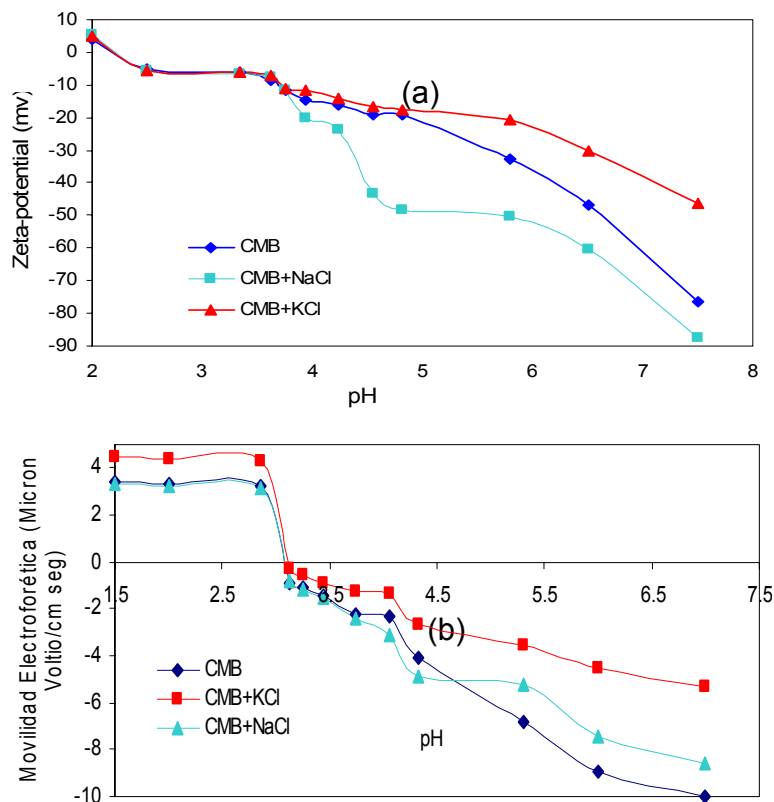 10
0
-10
-20
-30
-40
-50
-60
-70
-80
-90
Zeta-potential (mv)
(a)
CMB
CMB+NaCl
CMB+KCl
2 3 4 5 6 7 8
pH
4
2
0
-2
-4
-6
-8
-10
Movilidad Electroforética (Micron
Voltio/cm seg)
1.5 2.5 3.5 4.5 5.5 6.5 7.5
(b)
CMB
CMB+KCl
CMB+NaCl
pH